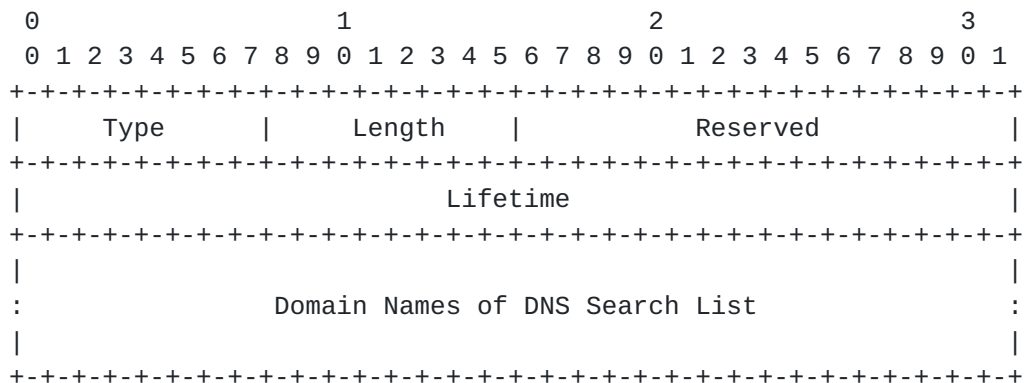 0                   1                   2                   3
 0 1 2 3 4 5 6 7 8 9 0 1 2 3 4 5 6 7 8 9 0 1 2 3 4 5 6 7 8 9 0 1
+-+-+-+-+-+-+-+-+-+-+-+-+-+-+-+-+-+-+-+-+-+-+-+-+-+-+-+-+-+-+-+-+
|     Type      |     Length    |           Reserved            |
+-+-+-+-+-+-+-+-+-+-+-+-+-+-+-+-+-+-+-+-+-+-+-+-+-+-+-+-+-+-+-+-+
|                           Lifetime                            |
+-+-+-+-+-+-+-+-+-+-+-+-+-+-+-+-+-+-+-+-+-+-+-+-+-+-+-+-+-+-+-+-+
|                                                               |
:                Domain Names of DNS Search List                :
|                                                               |
+-+-+-+-+-+-+-+-+-+-+-+-+-+-+-+-+-+-+-+-+-+-+-+-+-+-+-+-+-+-+-+-+